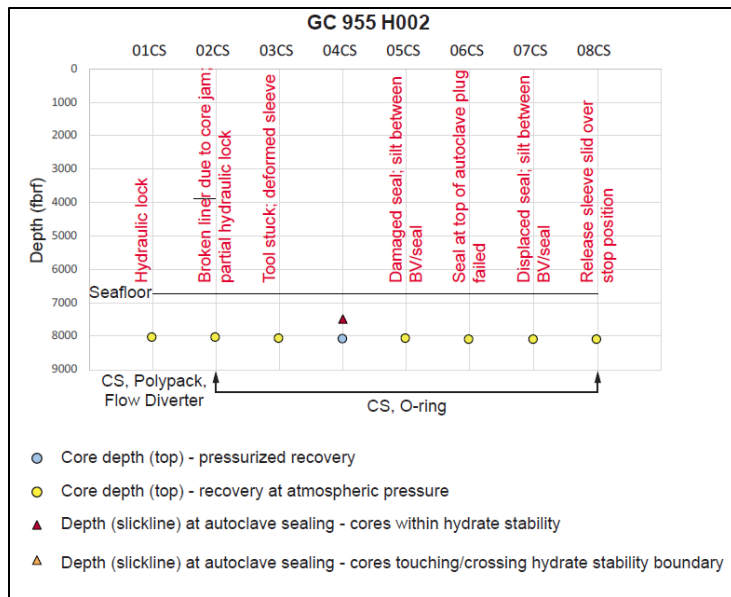 GC 955 H002
01CS 02CS 03CS 04CS 05CS 06CS 07CS 08CS
Depth (fbrf)
0
1000
2000
3000
4000
5000
6000
7000
8000
9000
Hydraulic lock
Broken liner due to core jam;
partial hydraulic lock
Tool stuck; deformed sleeve
Damaged seal; silt between
BV/seal
Seal at top of autoclave plug
failed
Displaced seal; silt between
BV/seal
Release sleeve slid over
stop position
Seafloor
CS, Polypack,
Flow Diverter
CS, O-ring
Core depth (top) - pressurized recovery
Core depth (top) - recovery at atmospheric pressure
Depth (slickline) at autoclave sealing - cores within hydrate stability
Depth (slickline) at autoclave sealing - cores touching/crossing hydrate stability boundary